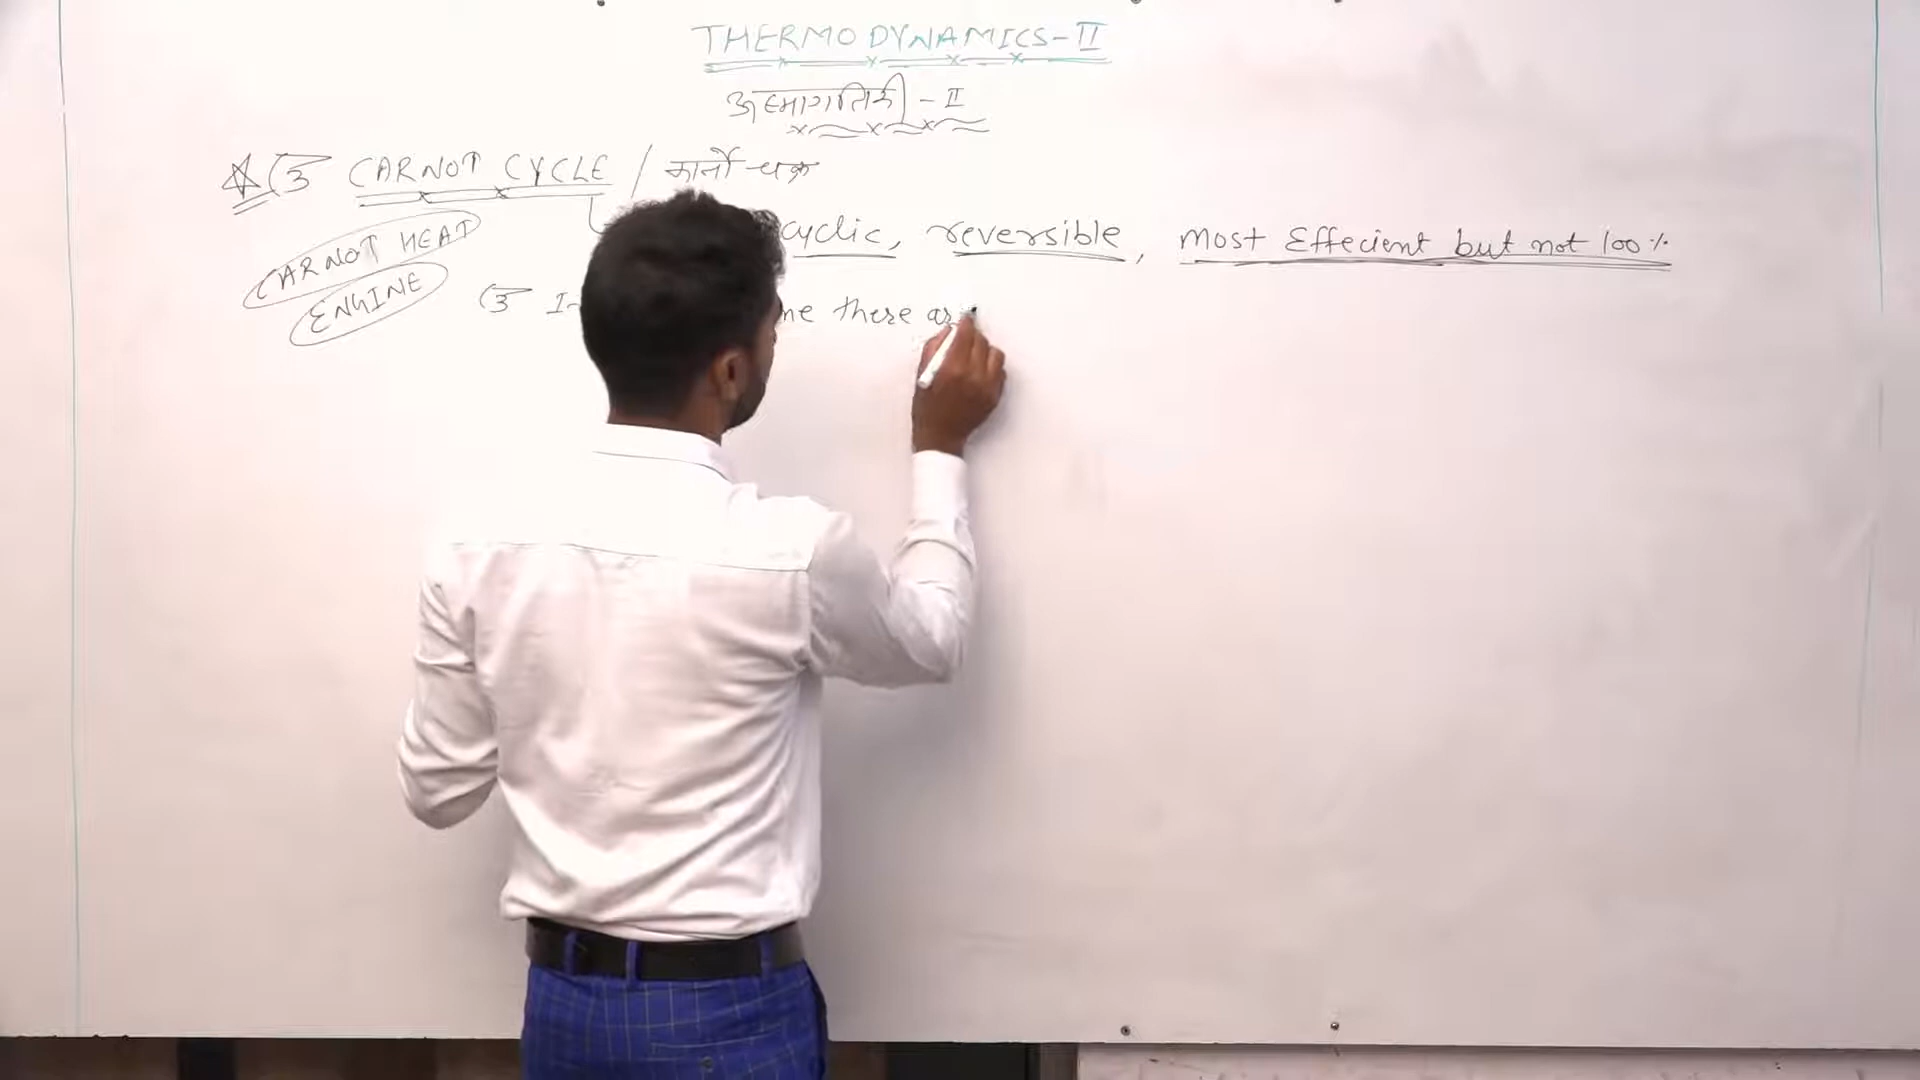 THERMODYNAMICS-II
ऊष्मागतिकी - II
CARNOT CYCLE / कार्नो चक्र
CARNOT HEAT
ENGINE
cyclic, reversible, most Effecient but not 100%
there are